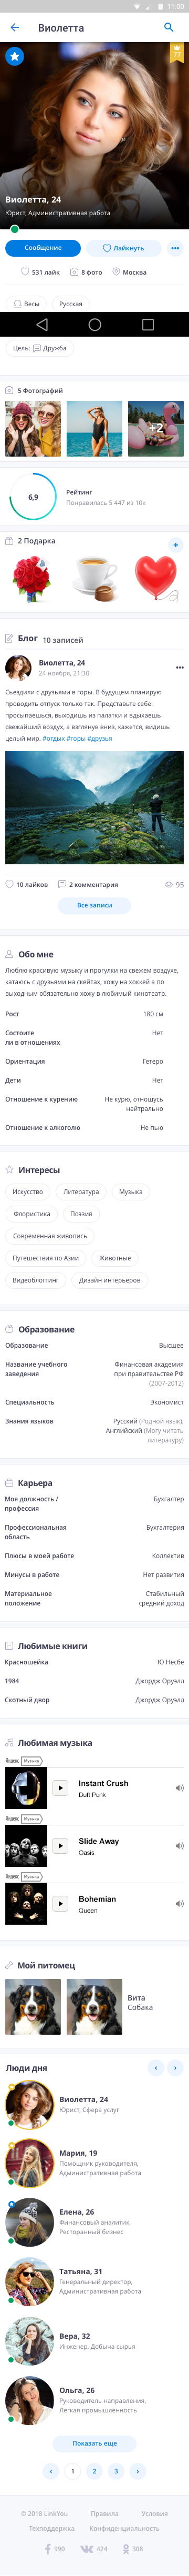 11:00
Виолетта
77
Виолетта, 24
Юрист, Административная работа
Сообщение
Лайкнуть
531 лайк
8 фото
Москва
Весы
Русская
Цель:
Дружба
5 Фотографий
+2
6,9
Рейтинг
Понравилась 5 447 из 10к
2 Подарка
Блог 10 записей
Виолетта, 24
24 ноября, 21:30
Съездили с друзьями в горы. В будущем планирую
проводить отпуск только так. Представьте себе:
просыпаешься, выходишь из палатки и вдыхаешь
свежайший воздух, а взглянув вниз, кажется, видишь
целый мир. #отдых #горы #друзья
10 лайков
2 комментария
95
Все записи
Обо мне
Люблю красивую музыку и прогулки на свежем воздухе,
катаюсь с друзьями на скейтах, хожу на хоккей а по
выходным обязательно хожу в любимый кинотеатр.
Рост 180 см
Состоите Нет
ли в отношениях
Ориентация Гетеро
Дети Нет
Отношение к курению Не курю, отношусь
нейтрально
Отношение к алкоголю Не пью
Интересы
Искусство
Литература
Музыка
Флористика
Поэзия
Современная живопись
Путешествия по Азии
Животные
Видеоблоггинг
Дизайн интерьеров
Образование
Образование Высшее
Название учебного Финансовая академия
заведения при правительстве РФ
(2007-2012)
Специальность Экономист
Знания языков Русский (Родной язык),
Английский (Могу читать
литературу)
Карьера
Моя должность / Бухгалтер
профессия
Профессиональная Бухгалтерия
область
Плюсы в моей работе Коллектив
Минусы в работе Нет развития
Материальное Стабильный
положение средний доход
Любимые книги
Красношейка Ю Несбе
1984 Джордж Оруэлл
Скотный двор Джордж Оруэлл
Любимая музыка
Яндекс Музыка
Instant Crush
Duft Punk
Яндекс Музыка
Slide Away
Oasis
Яндекс Музыка
Bohemian
Queen
Мой питомец
Вита
Собака
Люди дня
Виолетта, 24
Юрист, Сфера услуг
Мария, 19
Помощник руководителя,
Административная работа
Елена, 26
Финансовый аналитик,
Ресторанный бизнес
Татьяна, 31
Генеральный директор,
Административная работа
Вера, 32
Инженер, Добыча сырья
Ольга, 26
Руководитель направления,
Легкая промышленность
Показать еще
‹ 1 2 3 ›
© 2018 LinkYou Правила Условия
Техподдержка Конфиденциальность
990 424 308